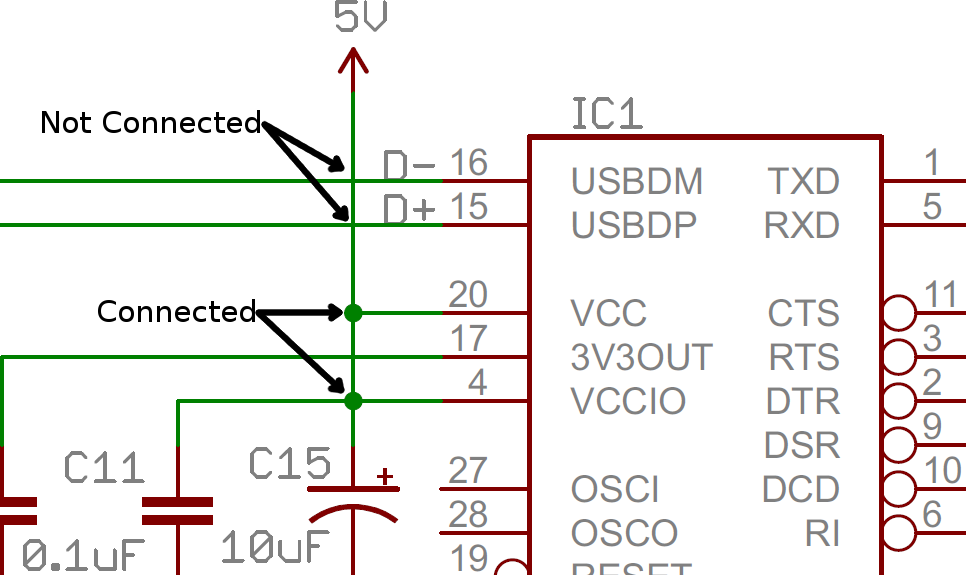 5V
Not Connected
IC1
D- 16 USBDM TXD 1
D+ 15 USBDP RXD 5
Connected
20 VCC CTS 11
17 3V3OUT RTS 3
4 VCCIO DTR 2
DSR 9
C11 C15 +
27 OSCI DCD 10
28 OSCO RI 6
0.1uF 10uF
19 RESET